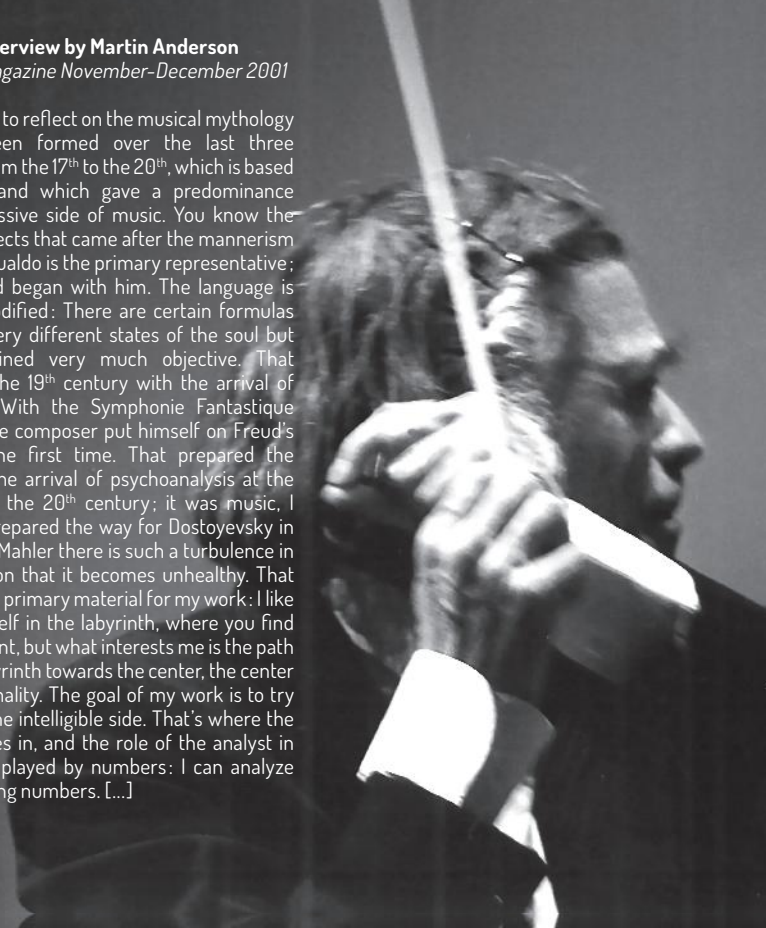 erview by Martin Anderson
agazine November-December 2001
to reflect on the musical mythology
een formed over the last three
om the 17th to the 20th, which is based
and which gave a predominance
ssive side of music. You know the
ects that came after the mannerism
ualdo is the primary representative;
d began with him. The language is
odified: There are certain formulas
ery different states of the soul but
ained very much objective. That
he 19th century with the arrival of
With the Symphonie Fantastique
e composer put himself on Freud's
he first time. That prepared the
he arrival of psychoanalysis at the
the 20th century; it was music, I
repared the way for Dostoyevsky in
Mahler there is such a turbulence in
on that it becomes unhealthy. That
primary material for my work: I like
elf in the labyrinth, where you find
nt, but what interests me is the path
yrinth towards the center, the center
nality. The goal of my work is to try
he intelligible side. That's where the
es in, and the role of the analyst in
played by numbers: I can analyze
ng numbers. [...]